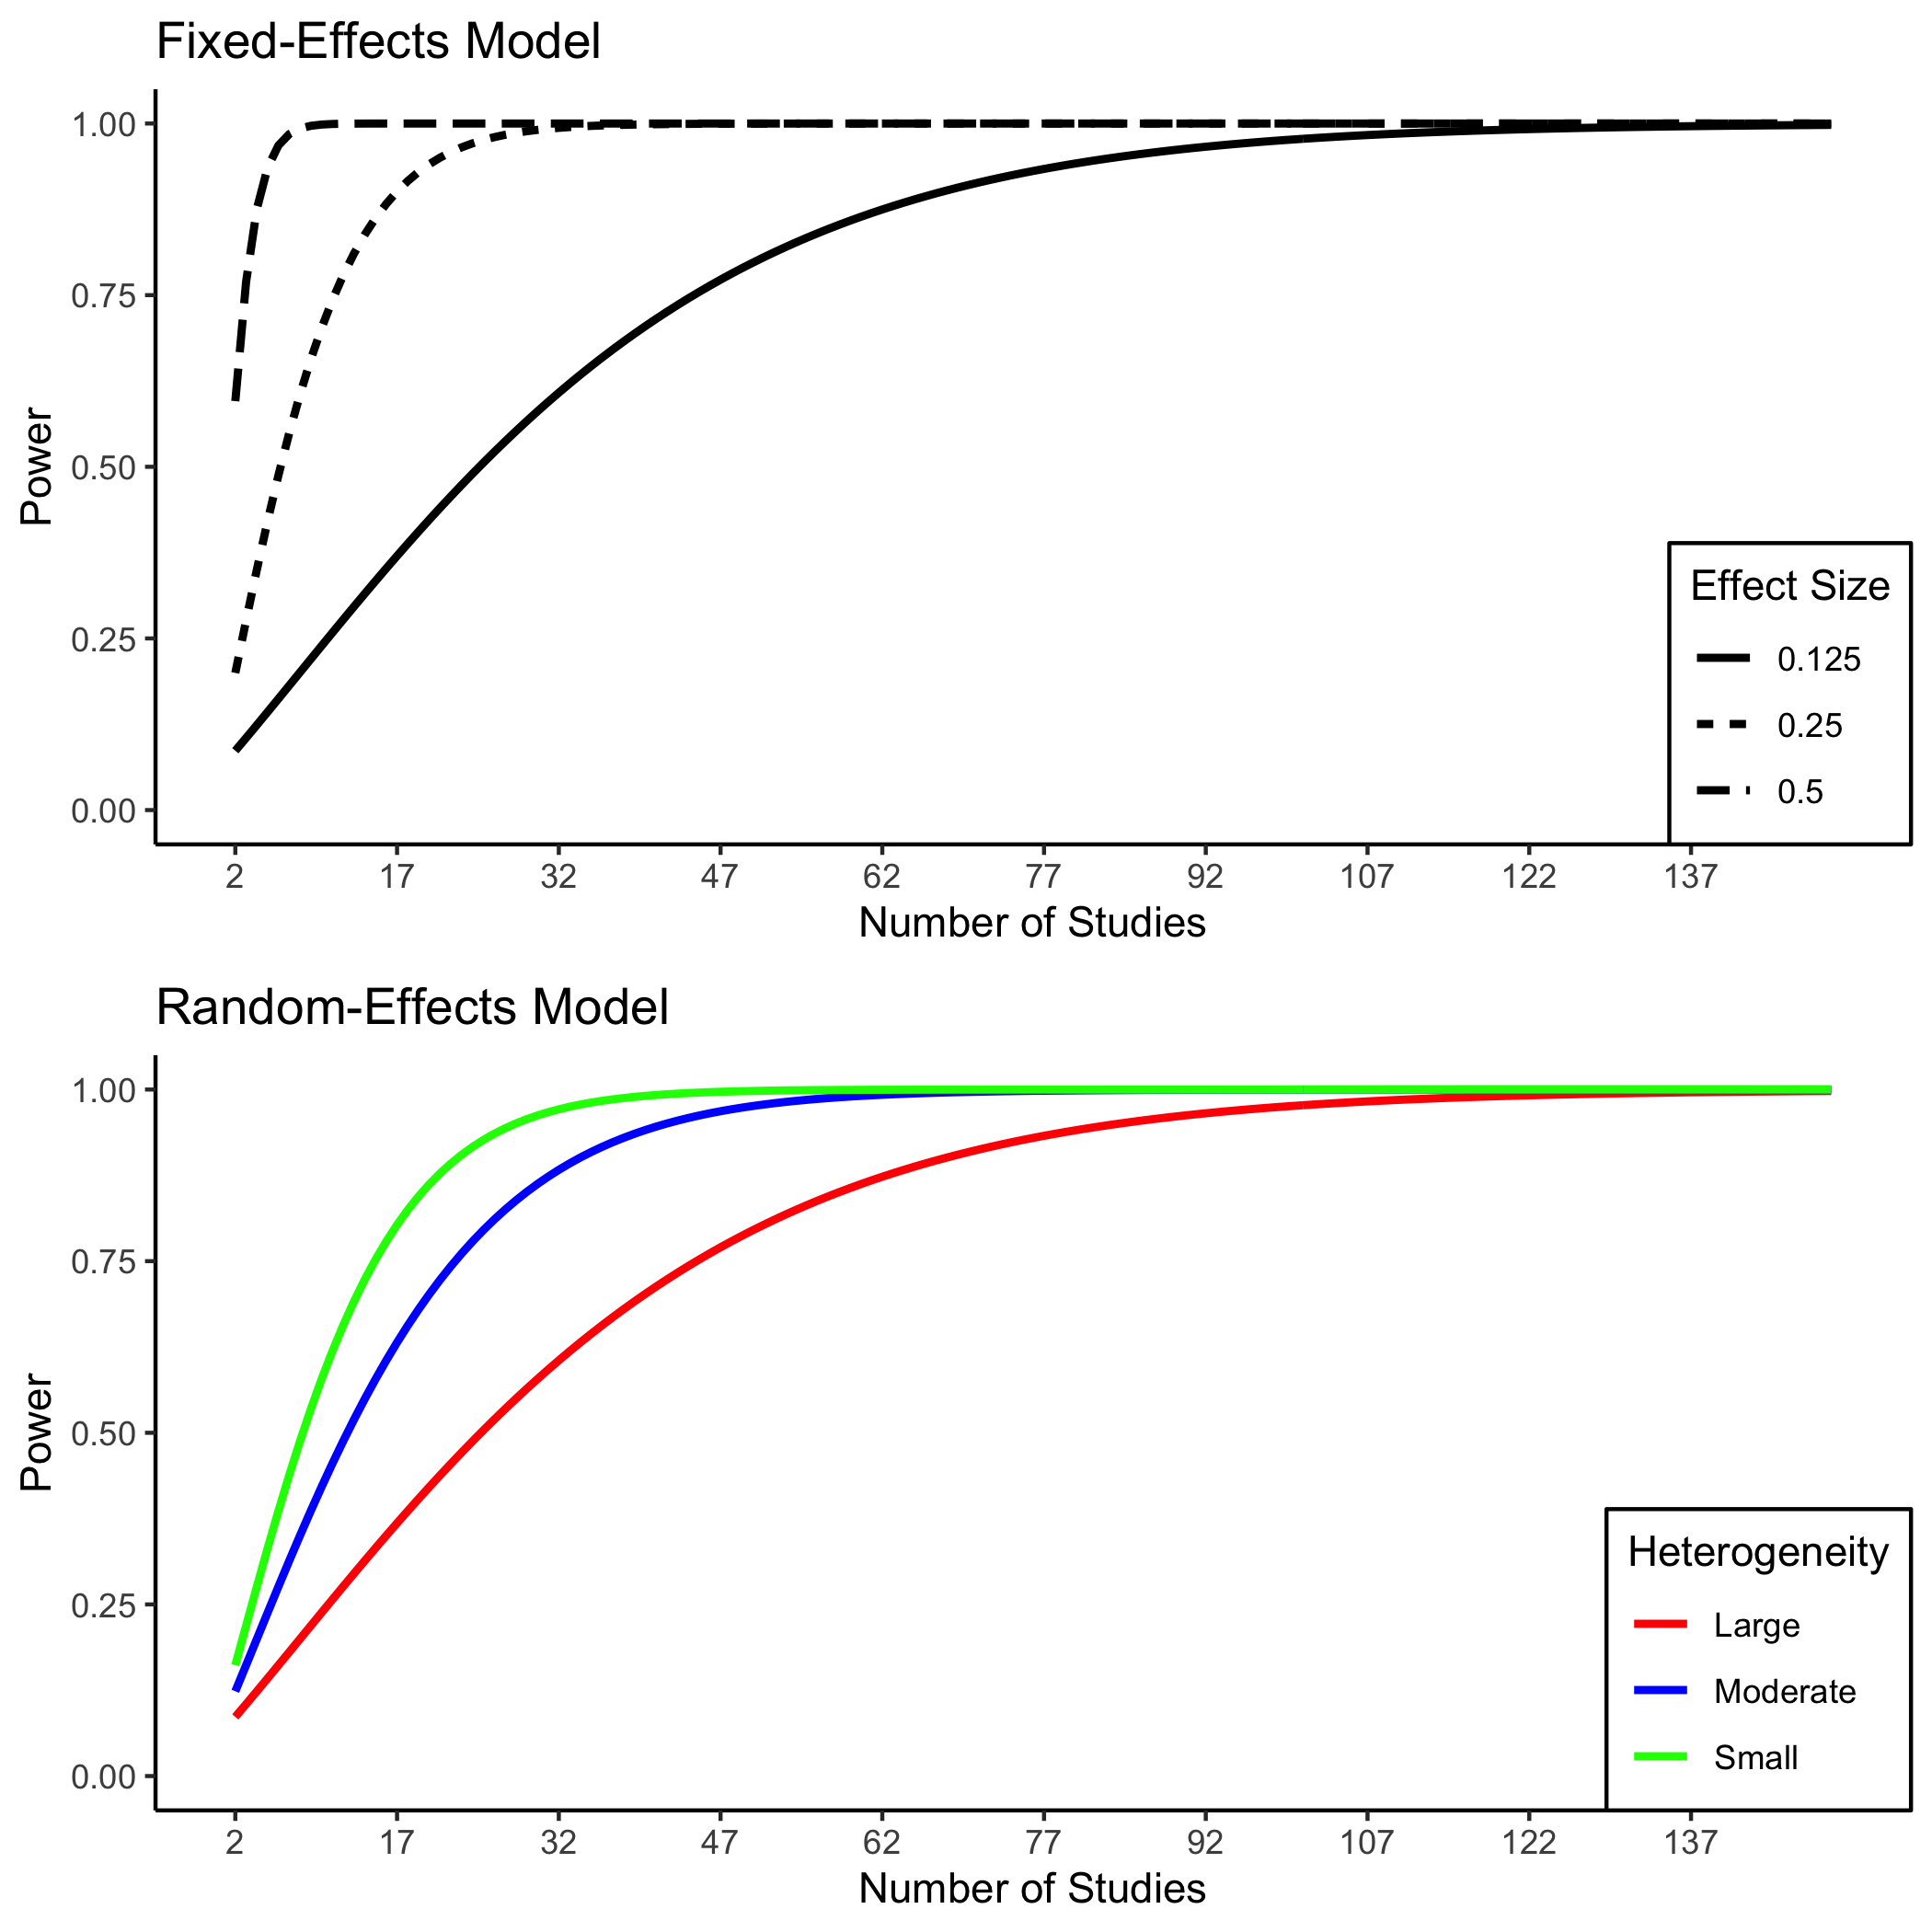 Fixed-Effects Model
1.00
0.75
0.50
0.25
0.00
Power
2 17 32 47 62 77 92 107 122 137
Number of Studies
Effect Size
0.125
0.25
0.5
Random-Effects Model
1.00
0.75
0.50
0.25
0.00
Power
2 17 32 47 62 77 92 107 122 137
Number of Studies
Heterogeneity
Large
Moderate
Small